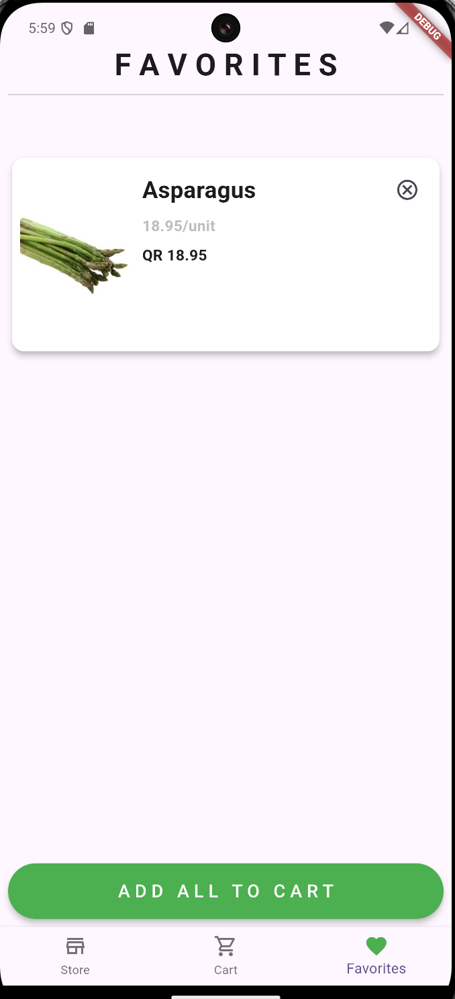 5:59
DEBUG
FAVORITES
Asparagus
18.95/unit
QR 18.95
ADD ALL TO CART
Store
Cart
Favorites